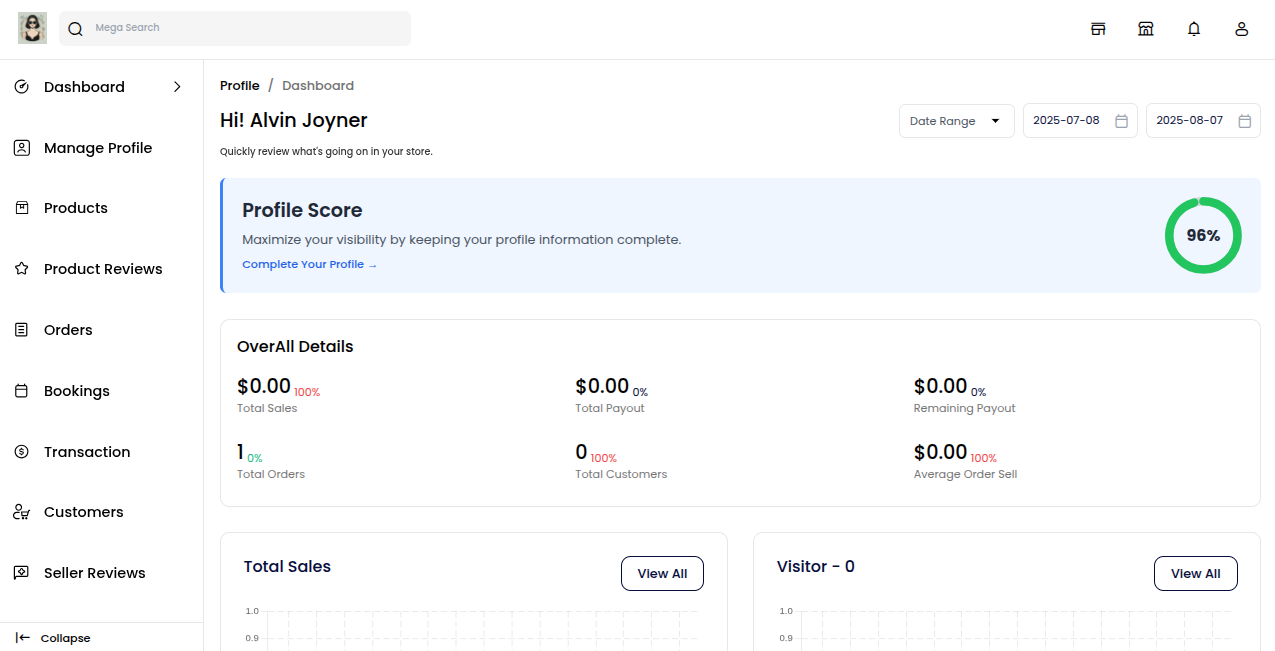 Mega Search
Dashboard
Manage Profile
Products
Product Reviews
Orders
Bookings
Transaction
Customers
Seller Reviews
Collapse
Profile / Dashboard
Hi! Alvin Joyner
Quickly review what's going on in your store.
Date Range
2025-07-08
2025-08-07
Profile Score
Maximize your visibility by keeping your profile information complete.
Complete Your Profile →
96%
OverAll Details
$0.00 100%
Total Sales
$0.00 0%
Total Payout
$0.00 0%
Remaining Payout
1 0%
Total Orders
0 100%
Total Customers
$0.00 100%
Average Order Sell
Total Sales
View All
1.0
0.9
Visitor - 0
View All
1.0
0.9